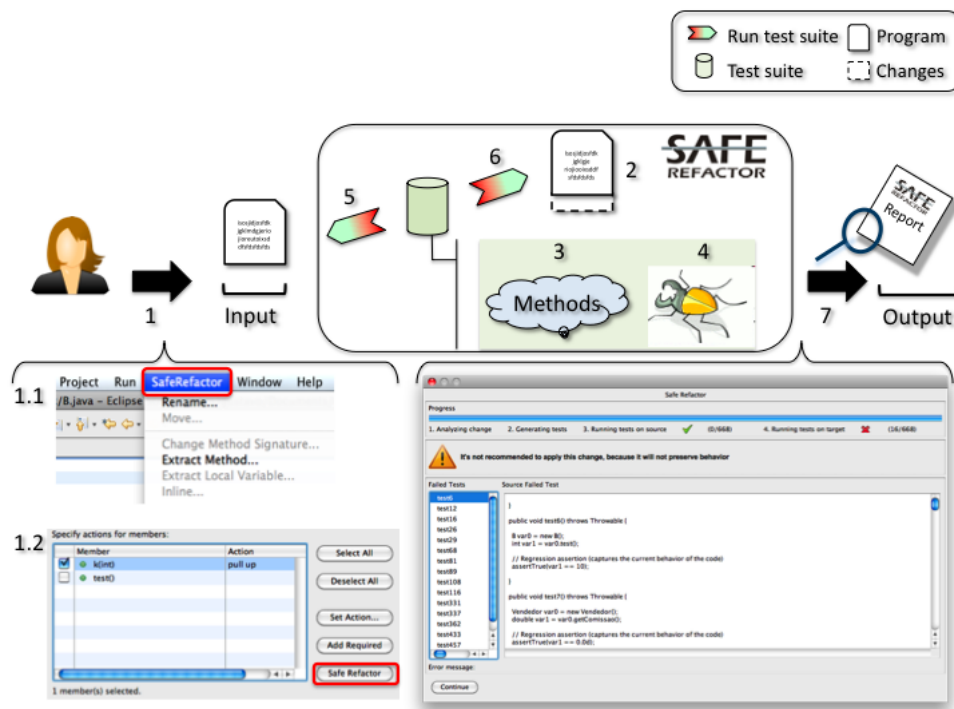 Run test suite
Program
Test suite
Changes
SAFE
REFACTOR
1
Input
5
6
2
3
4
Methods
7
SAFE
Report
Output
1.1
Project Run SafeRefactor Window Help
/B.java – Eclipse
Rename...
Move...
Change Method Signature...
Extract Method...
Extract Local Variable...
Inline...
1.2
Specify actions for members:
Member Action
k(int) pull up
test()
Select All
Deselect All
Set Action...
Add Required
Safe Refactor
1 member(s) selected.
Safe Refactor
Progress
1. Analyzing change 2. Generating tests 3. Running tests on source (0/668) 4. Running tests on target (16/668)
It's not recommended to apply this change, because it will not preserve behavior
Failed Tests
test6
test12
test16
test26
test29
test68
test81
test89
test108
test116
test331
test337
test362
test433
test457
Source Failed Test
}
public void test6() throws Throwable {
B var0 = new B();
int var1 = var0.test();
// Regression assertion (captures the current behavior of the code)
assertTrue(var1 == 10);
}
public void test7() throws Throwable {
Vendedor var0 = new Vendedor();
double var1 = var0.getComissao();
// Regression assertion (captures the current behavior of the code)
assertTrue(var1 == 0.0d);
Error message:
Continue